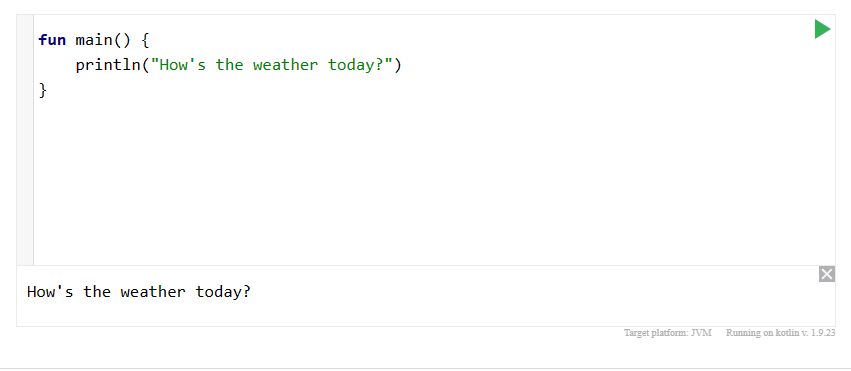 fun main() {
    println("How's the weather today?")
}
How's the weather today?
Target platform: JVM Running on kotlin v. 1.9.23